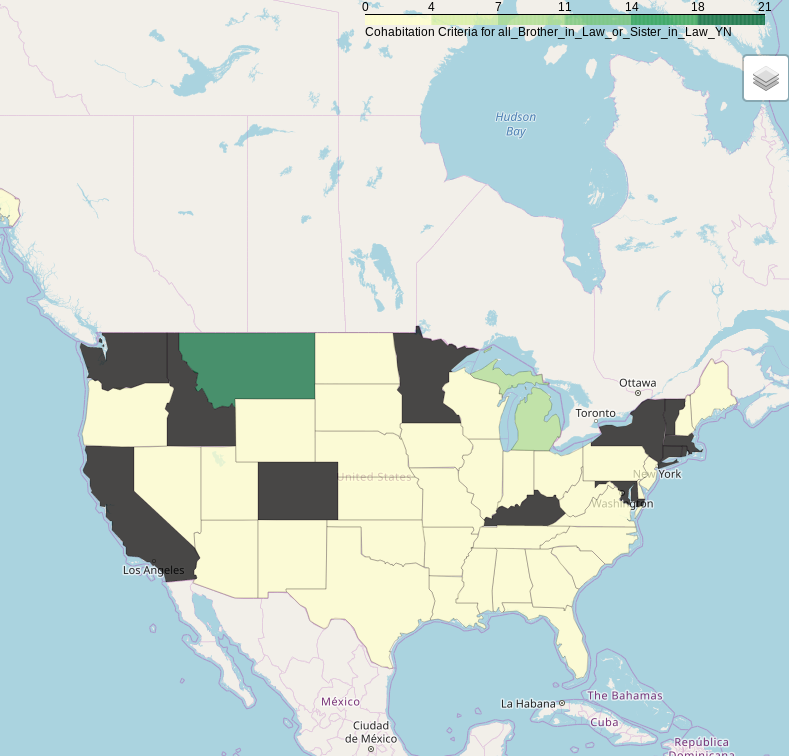 0 4 7 11 14 18 21
Cohabitation Criteria for all_Brother_in_Law_or_Sister_in_Law_YN
Hudson
Bay
Ottawa
Toronto
United States
New York
Washington
Los Angeles
La Habana
The Bahamas
México
Cuba
Ciudad
de México
República
Dominicana